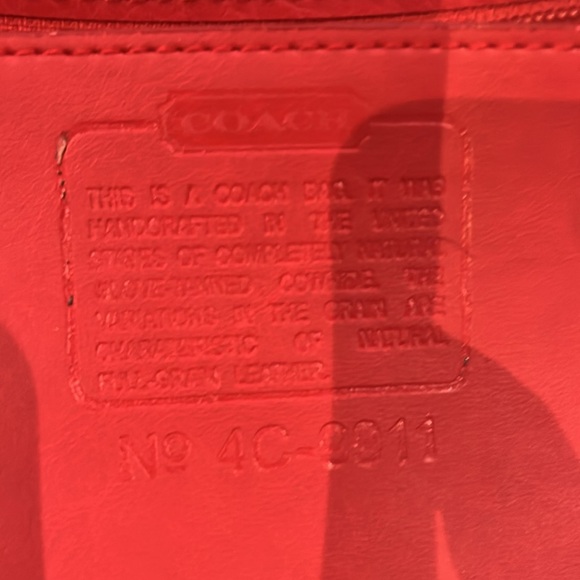 COACH
THIS IS A COACH BAG. IT WAS
HANDCRAFTED IN THE UNITED
STATES OF COMPLETELY NATURAL
GLOVE-TANNED COWHIDE. THE
VARIATIONS IN THE GRAIN ARE
CHARACTERISTIC OF NATURAL
FULL-GRAIN LEATHER.
Nº 4C-2011